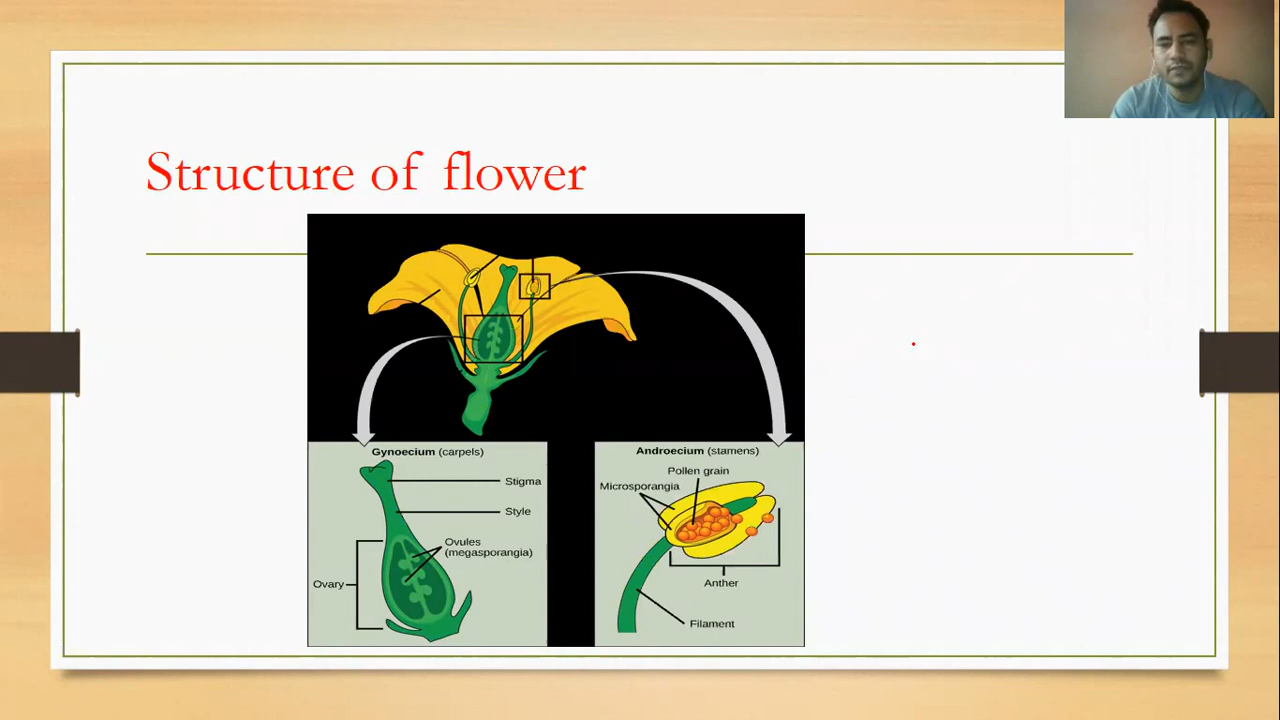 Structure of flower
Gynoecium (carpels)
Stigma
Style
Ovules
(megasporangia)
Ovary
Androecium (stamens)
Pollen grain
Microsporangia
Anther
Filament